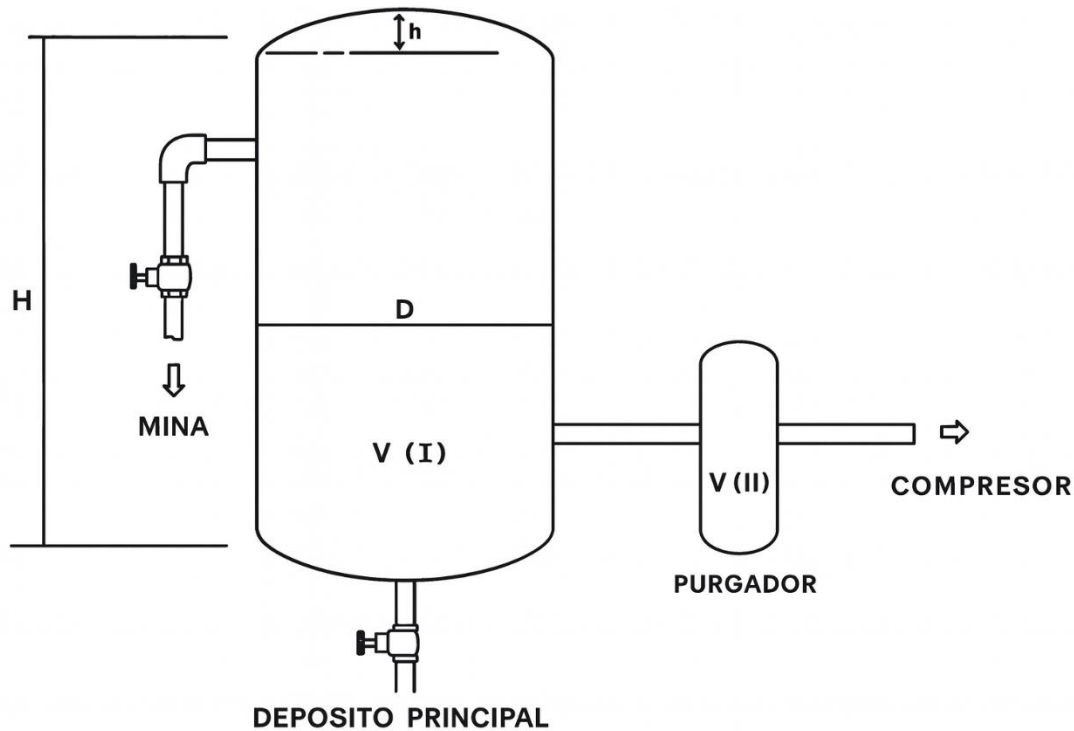 h
H
D
MINA
V (I)
V (II)
COMPRESOR
PURGADOR
DEPOSITO PRINCIPAL